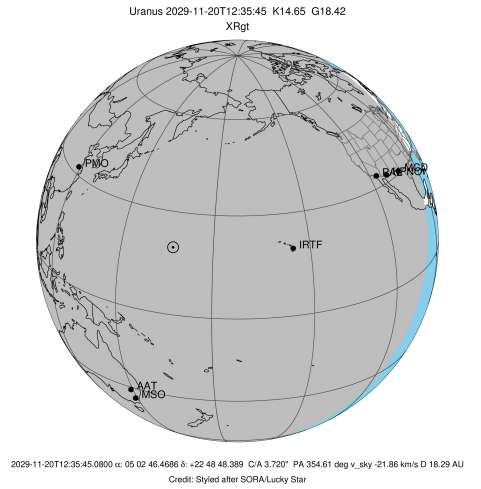 Uranus 2029-11-20T12:35:45 K14.65 G18.42
XRgt
PMO
MCD
PAL
IRTF
AAT
MSO
2029-11-20T12:35:45.0800 α: 05 02 46.4686 δ: +22 48 48.389 C/A 3.720" PA 354.61 deg v_sky -21.86 km/s D 18.29 AU
Credit: Styled after SORA/Lucky Star